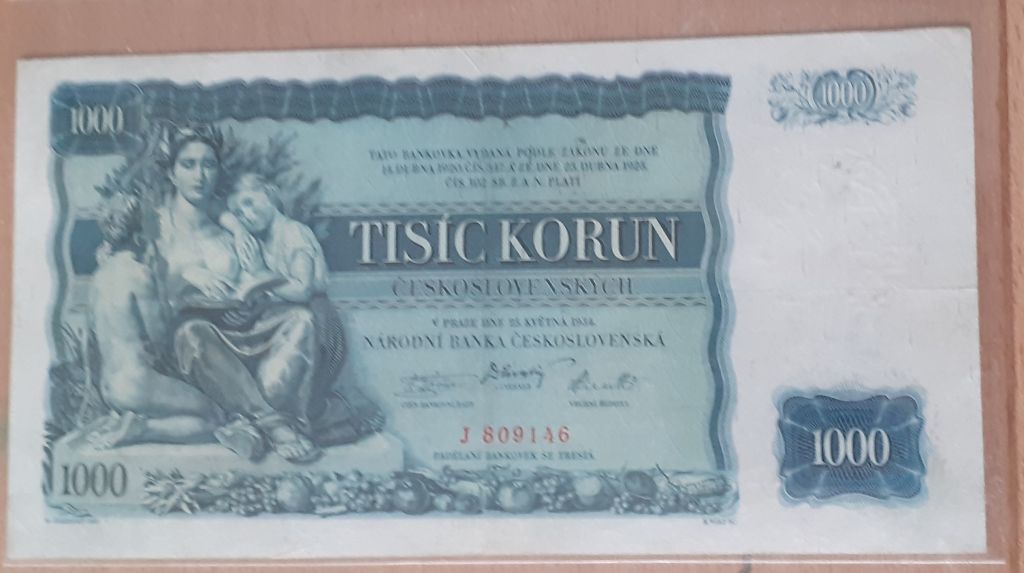 1000
1000
TATO BANKOVKA VYDANÁ PODLE ZÁKONU ZE DNE
14. DUBNA 1920 ČÍS. 347. A ZE DNE 23. DUBNA 1925,
ČÍS. 102 SB. Z. A N. PLATÍ
TISÍC KORUN
ČESKOSLOVENSKÝCH
V PRAZE DNE 25. KVĚTNA 1934.
NÁRODNÍ BANKA ČESKOSLOVENSKÁ
J 809146
PADĚLÁNÍ BANKOVEK SE TRESTÁ
1000
1000